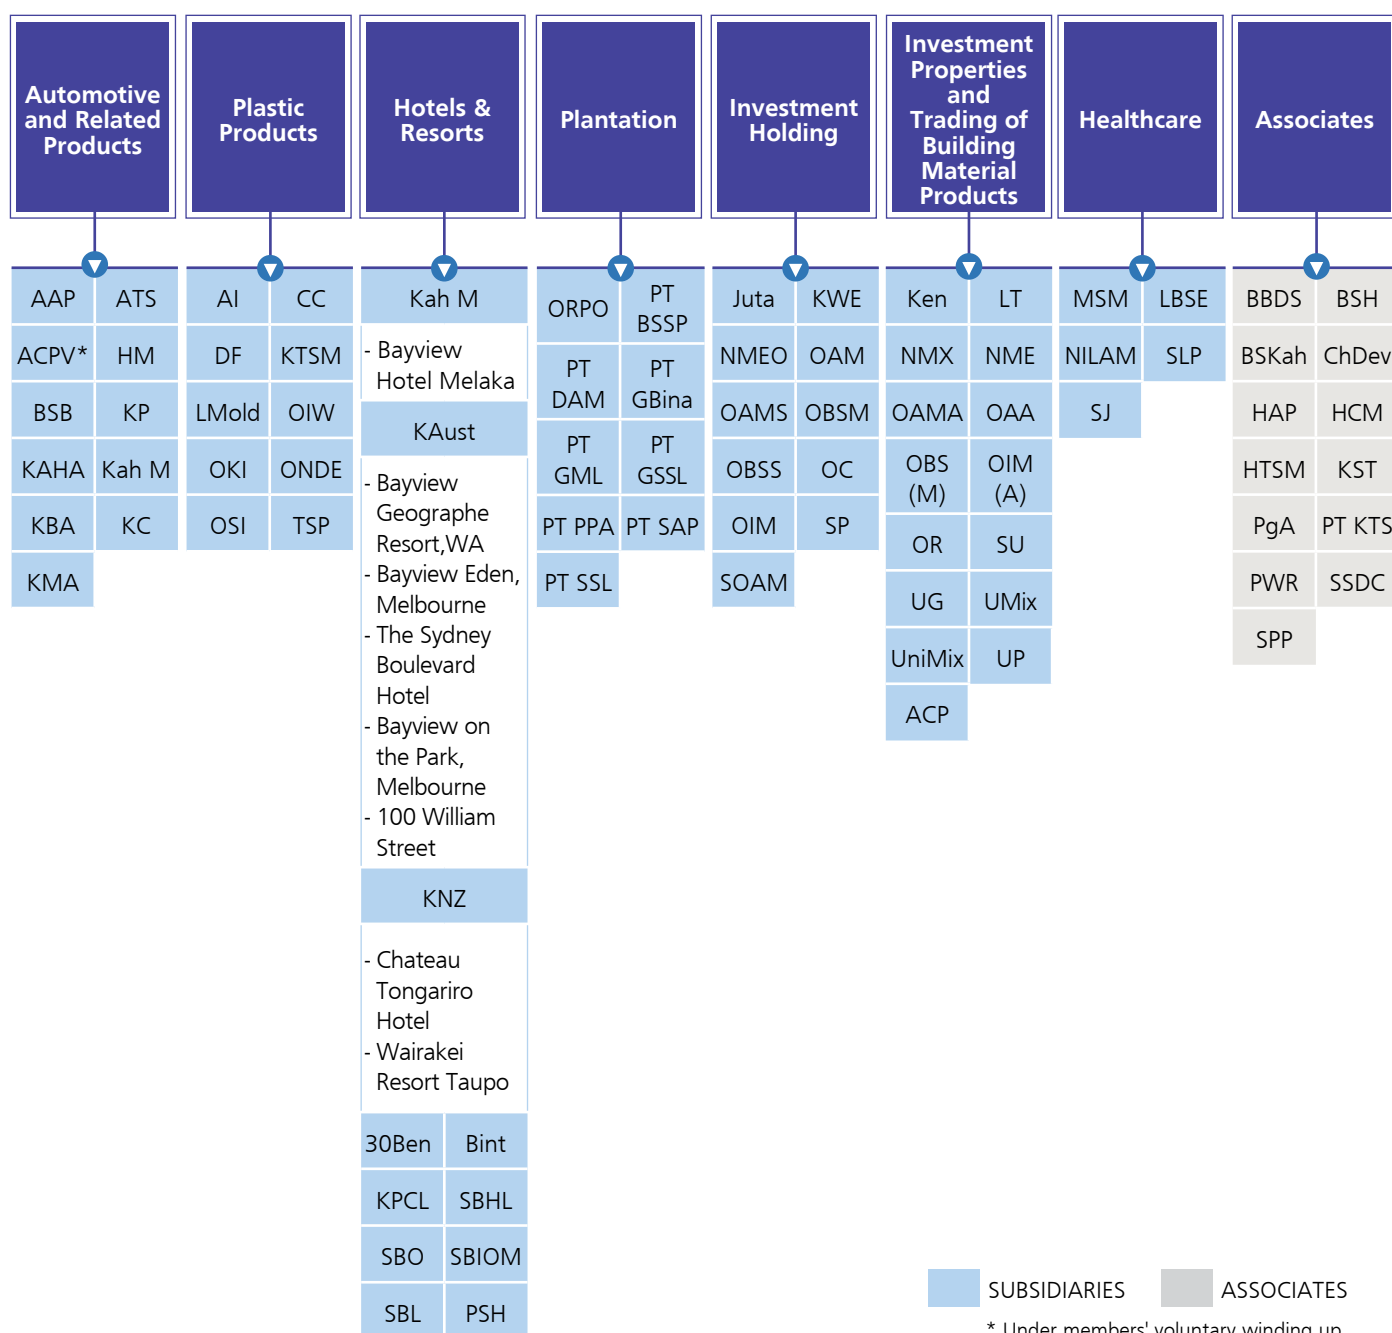 Automotive
and Related
Products
Plastic
Products
Hotels &
Resorts
Plantation
Investment
Holding
Investment
Properties
and
Trading of
Building
Material
Products
Healthcare
Associates
AAP ATS
ACPV* HM
BSB KP
KAHA Kah M
KBA KC
KMA
AI CC
DF KTSM
LMold OIW
OKI ONDE
OSI TSP
Kah M
- Bayview
Hotel Melaka
KAust
- Bayview
Geographe
Resort,WA
- Bayview Eden,
Melbourne
- The Sydney
Boulevard
Hotel
- Bayview on
the Park,
Melbourne
- 100 William
Street
KNZ
- Chateau
Tongariro
Hotel
- Wairakei
Resort Taupo
30Ben Bint
KPCL SBHL
SBO SBIOM
SBL PSH
ORPO
PT
BSSP
PT
DAM
PT
GBina
PT
GML
PT
GSSL
PT PPA PT SAP
PT SSL
Juta KWE
NMEO OAM
OAMS OBSM
OBSS OC
OIM SP
SOAM
Ken LT
NMX NME
OAMA OAA
OBS
(M)
OIM
(A)
OR SU
UG UMix
UniMix UP
ACP
MSM LBSE
NILAM SLP
SJ
BBDS BSH
BSKah ChDev
HAP HCM
HTSM KST
PgA PT KTS
PWR SSDC
SPP
SUBSIDIARIES ASSOCIATES
* Under members' voluntary winding up